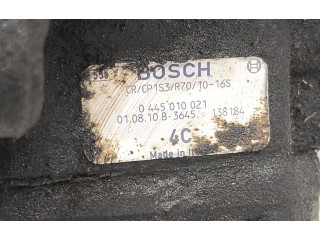 BOSCH
CR/CP1S3/R70/10-16S
0 445 010 021
01.08.10 B-3645 138184
4C
Made in